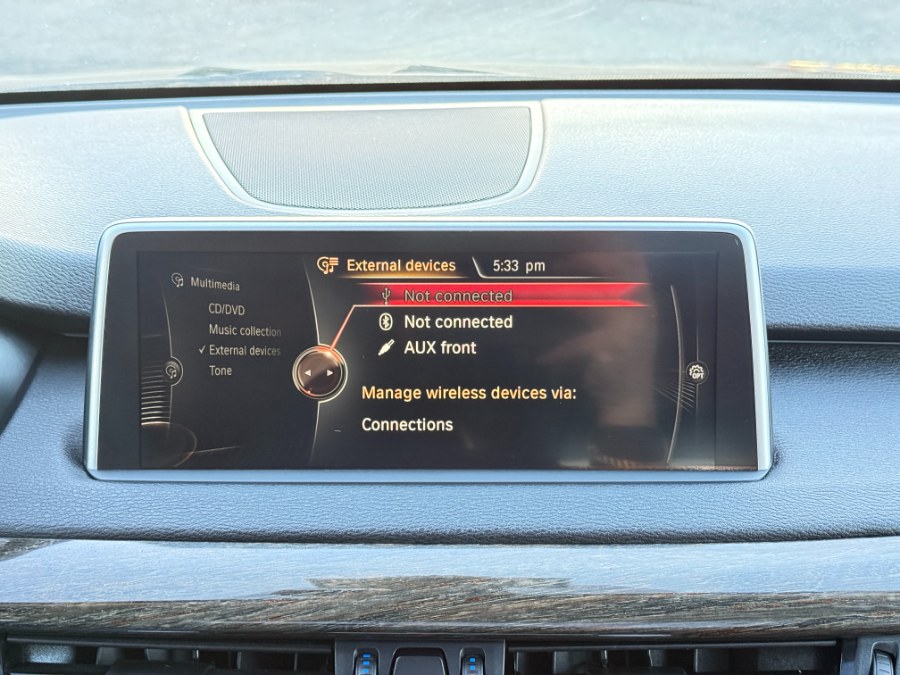 External devices
5:33 pm
Multimedia
CD/DVD
Music collection
External devices
Tone
Not connected
Not connected
AUX front
Manage wireless devices via:
Connections
OPT